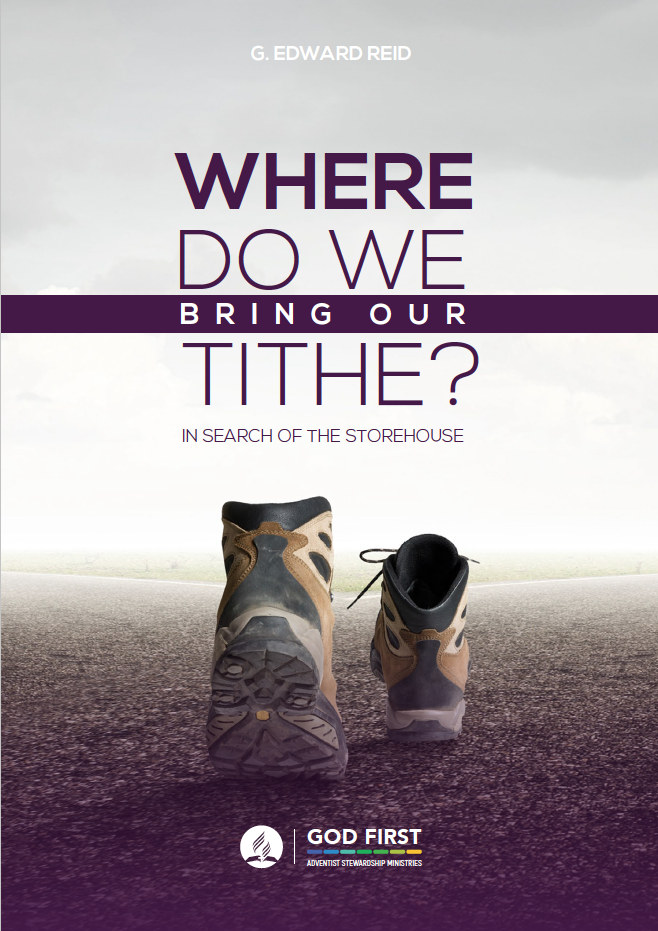 G. EDWARD REID
WHERE
DO WE
BRING OUR
TITHE?
IN SEARCH OF THE STOREHOUSE
GOD FIRST
ADVENTIST STEWARDSHIP MINISTRIES